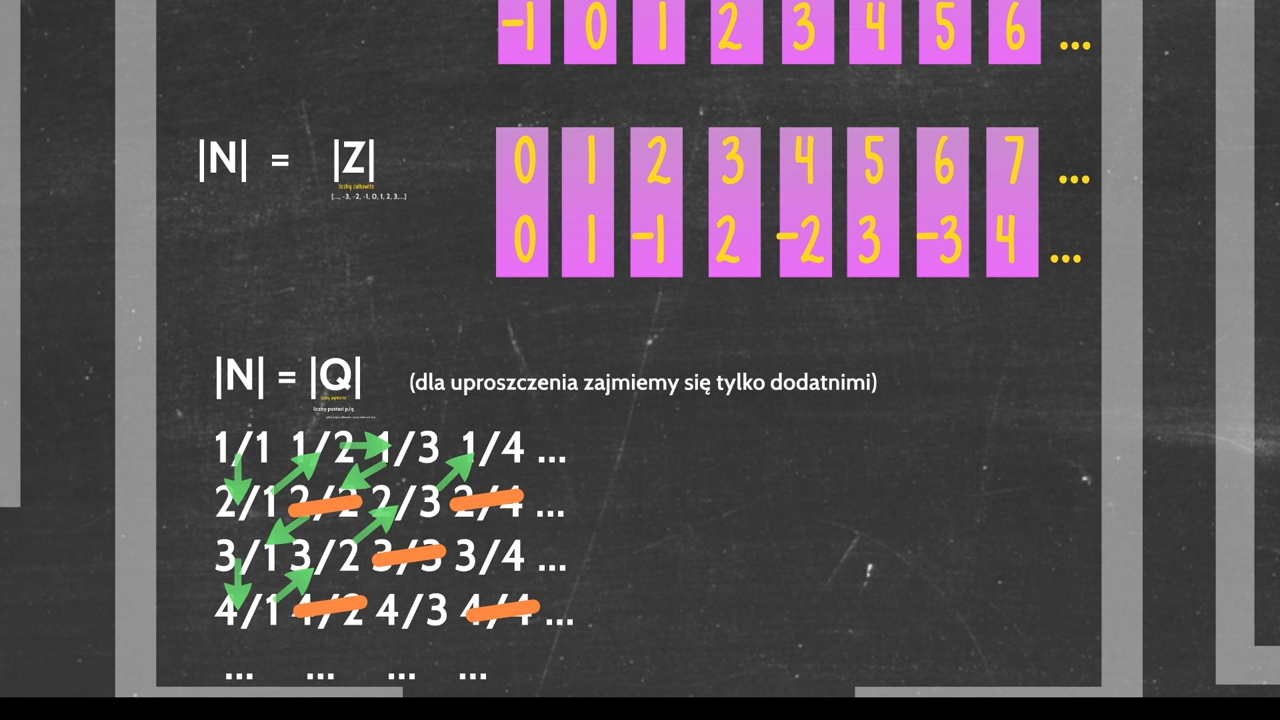 -1 0 1 2 3 4 5 6 ...
|N| = |Z|
liczby całkowite
{..., -3, -2, -1, 0, 1, 2, 3,...}
0 1 2 3 4 5 6 7 ...
0 1 -1 2 -2 3 -3 4 ...
|N| = |Q| (dla uproszczenia zajmiemy się tylko dodatnimi)
liczby postaci p/q
1/1 1/2 1/3 1/4 ...
2/1 2/2 2/3 2/4 ...
3/1 3/2 3/3 3/4 ...
4/1 4/2 4/3 4/4 ...
... ... ... ...